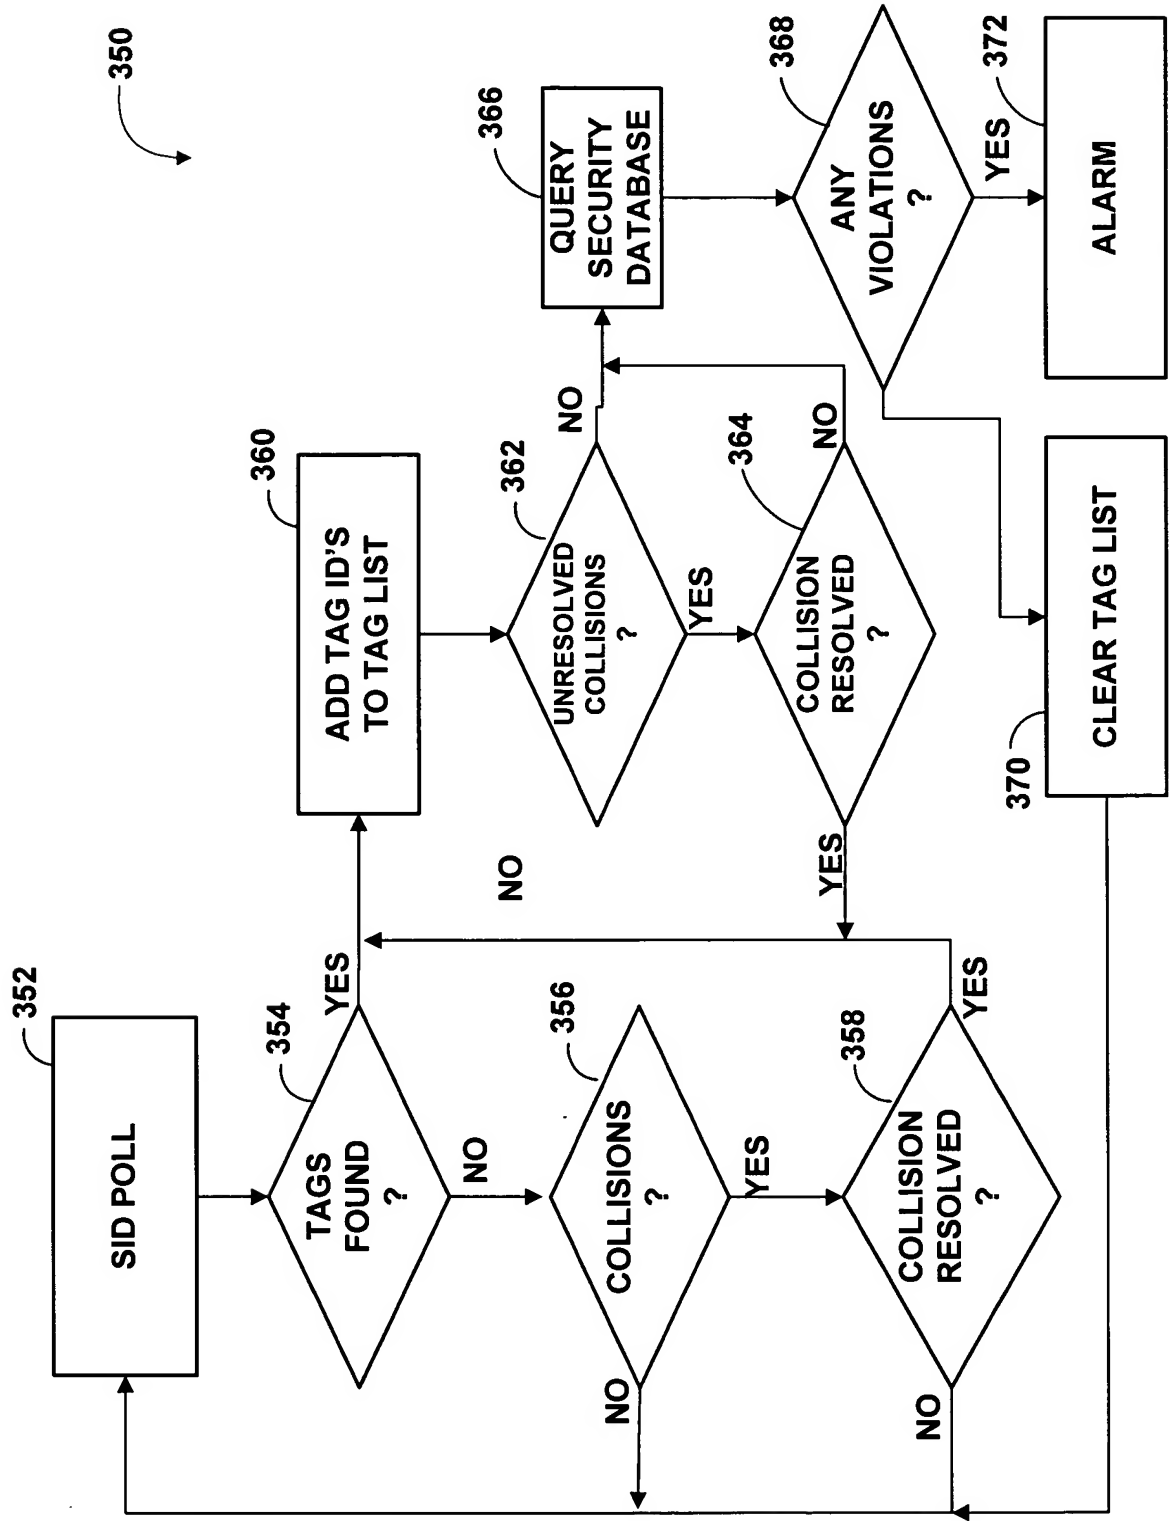 350
352
SID POLL
354
TAGS
FOUND
?
YES
NO
356
COLLISIONS
?
NO
YES
358
COLLISION
RESOLVED
?
NO
YES
360
ADD TAG ID'S
TO TAG LIST
NO
362
UNRESOLVED
COLLISIONS
?
NO
YES
364
COLLISION
RESOLVED
?
YES
NO
366
QUERY
SECURITY
DATABASE
368
ANY
VIOLATIONS
?
YES
370
CLEAR TAG LIST
372
ALARM